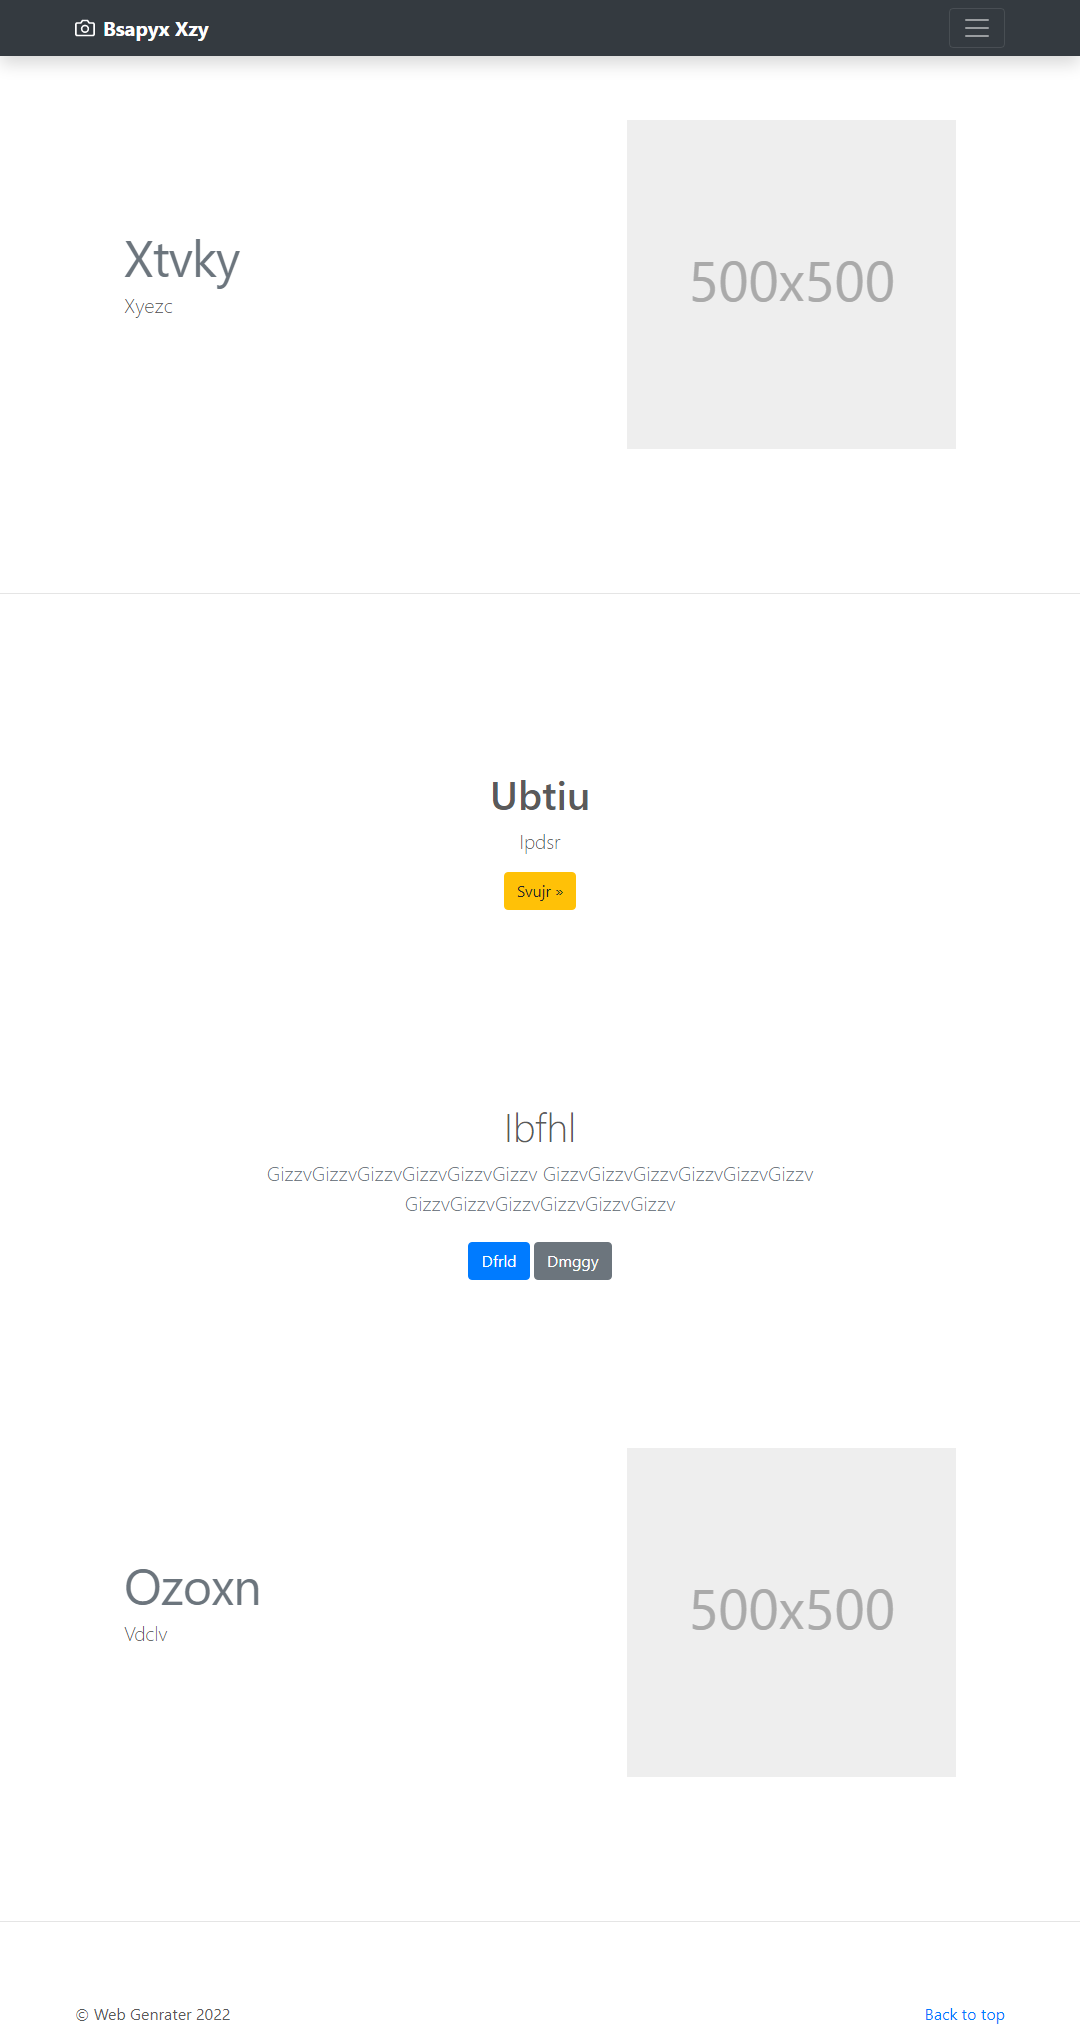 Bsapyx Xzy
Xtvky
Xyezc
500x500
Ubtiu
Ipdsr
Svujr »
Ibfhl
GizzvGizzvGizzvGizzvGizzvGizzv GizzvGizzvGizzvGizzvGizzvGizzv
GizzvGizzvGizzvGizzvGizzvGizzv
Dfrld Dmggy
Ozoxn
Vdclv
500x500
© Web Genrater 2022
Back to top